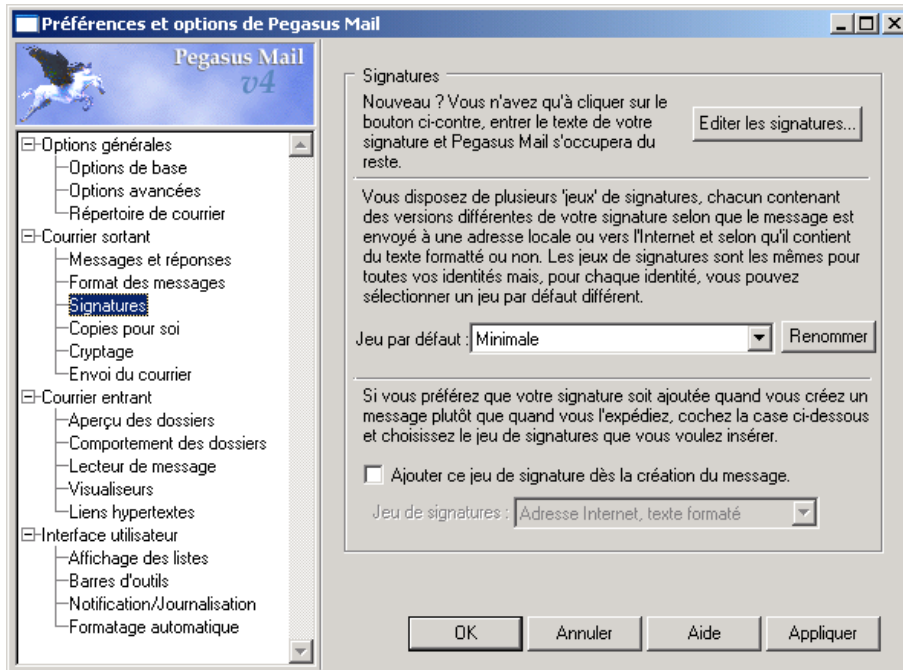 Préférences et options de Pegasus Mail
Pegasus Mail
v4
Options générales
Options de base
Options avancées
Répertoire de courrier
Courrier sortant
Messages et réponses
Format des messages
Signatures
Copies pour soi
Cryptage
Envoi du courrier
Courrier entrant
Aperçu des dossiers
Comportement des dossiers
Lecteur de message
Visualiseurs
Liens hypertextes
Interface utilisateur
Affichage des listes
Barres d'outils
Notification/Journalisation
Formatage automatique
Signatures
Nouveau ? Vous n'avez qu'à cliquer sur le
bouton ci-contre, entrer le texte de votre
signature et Pegasus Mail s'occupera du
reste.
Editer les signatures...
Vous disposez de plusieurs 'jeux' de signatures, chacun contenant
des versions différentes de votre signature selon que le message est
envoyé à une adresse locale ou vers l'Internet et selon qu'il contient
du texte formatté ou non. Les jeux de signatures sont les mêmes pour
toutes vos identités mais, pour chaque identité, vous pouvez
sélectionner un jeu par défaut différent.
Jeu par défaut : Minimale Renommer
Si vous préférez que votre signature soit ajoutée quand vous créez un
message plutôt que quand vous l'expédiez, cochez la case ci-dessous
et choisissez le jeu de signatures que vous voulez insérer.
Ajouter ce jeu de signature dès la création du message.
Jeu de signatures : Adresse Internet, texte formaté
OK Annuler Aide Appliquer